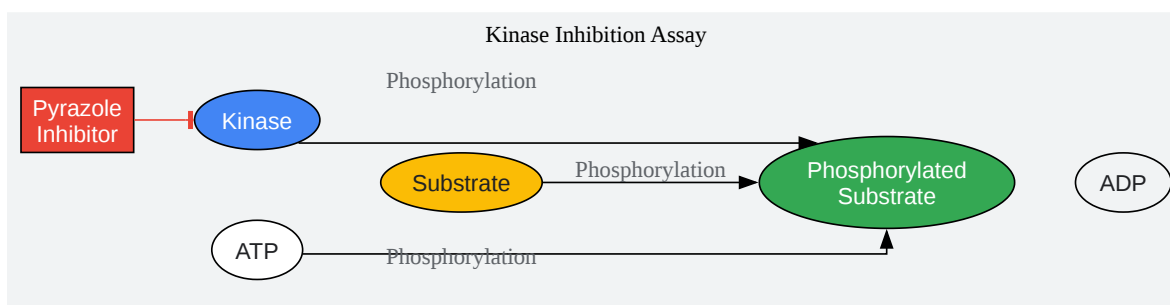 Kinase Inhibition Assay
Phosphorylation
Pyrazole
Inhibitor
Kinase
Substrate
Phosphorylation
Phosphorylated
Substrate
ADP
ATP
Phosphorylation